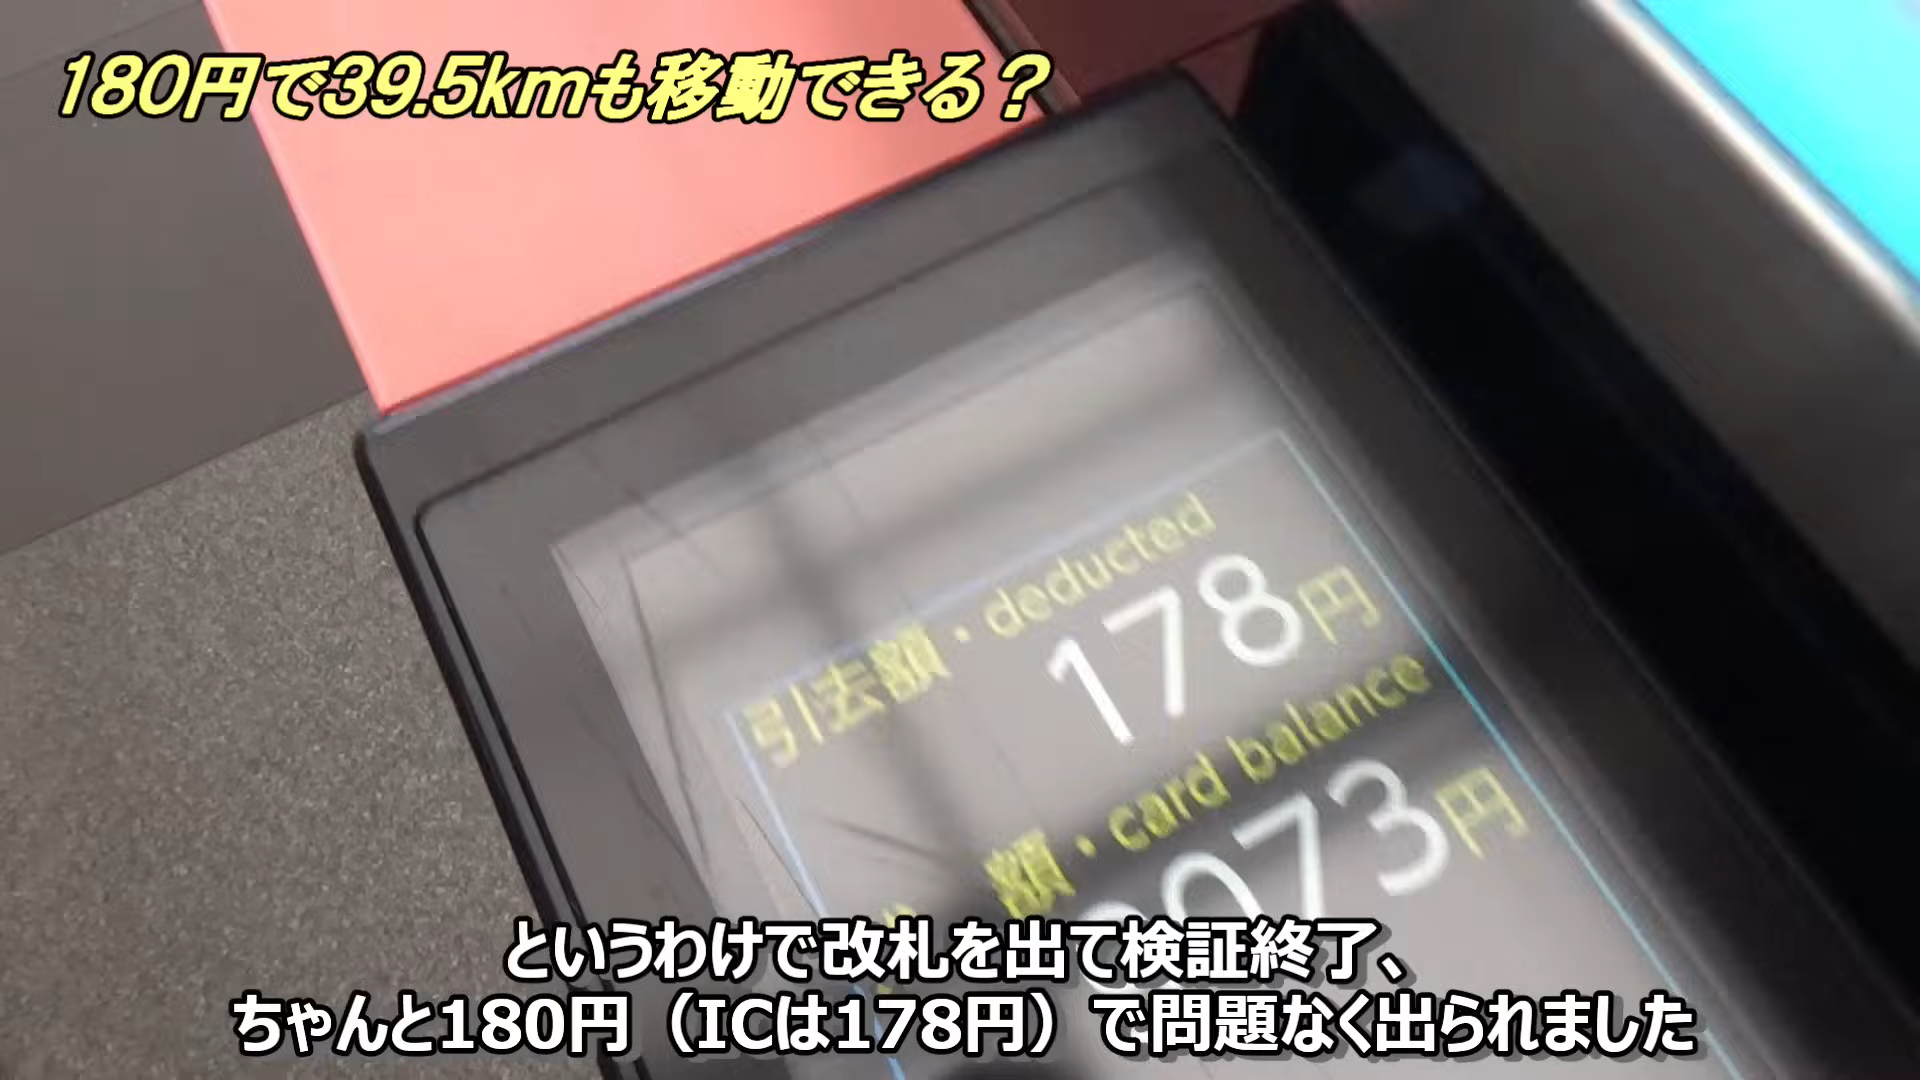 180円で39.5kmも移動できる？
引去額・deducted
178円
額・card balance
073円
というわけで改札を出て検証終了、
ちゃんと180円（ICは178円）で問題なく出られました